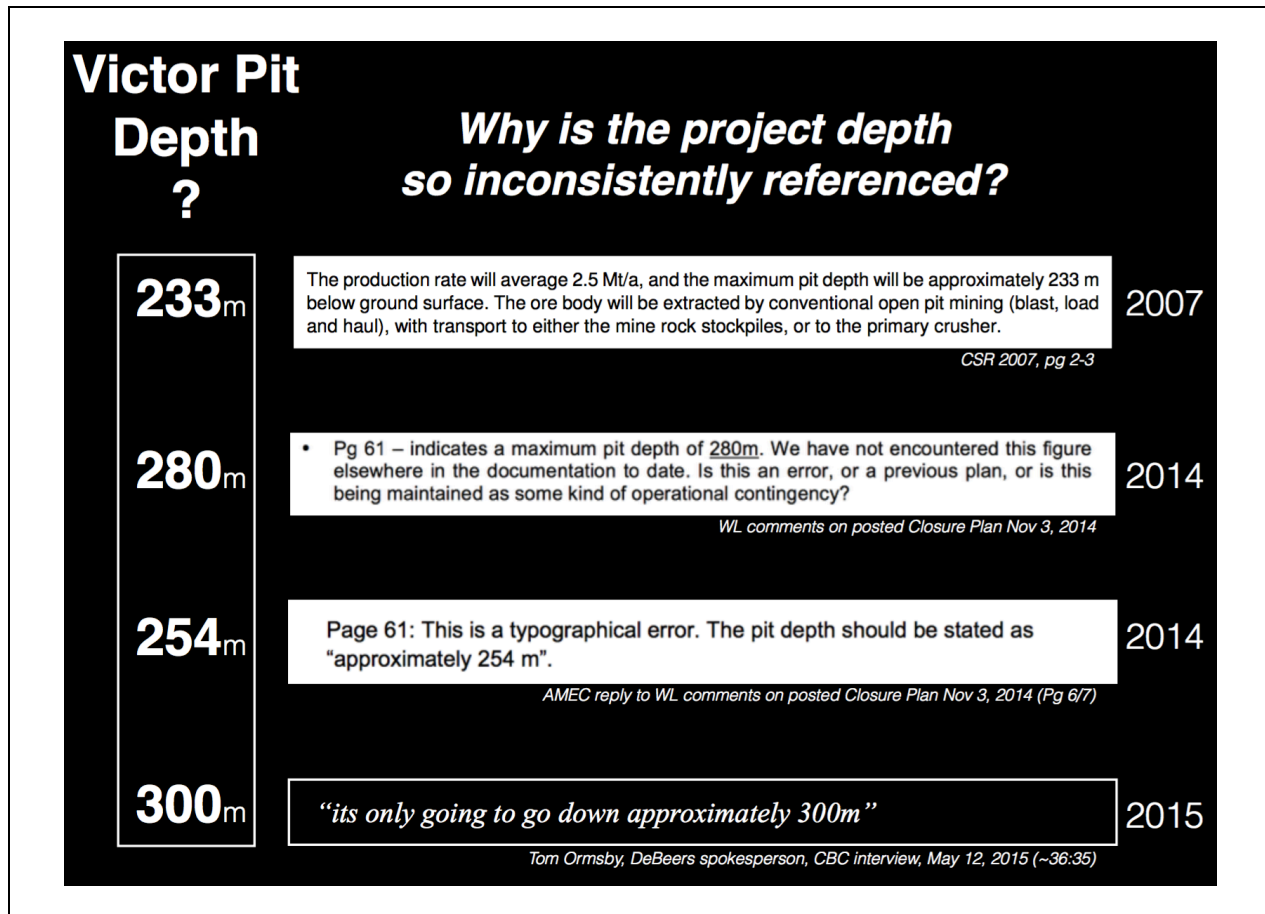 Victor Pit
Depth
?
Why is the project depth
so inconsistently referenced?
233m
The production rate will average 2.5 Mt/a, and the maximum pit depth will be approximately 233 m
below ground surface. The ore body will be extracted by conventional open pit mining (blast, load
and haul), with transport to either the mine rock stockpiles, or to the primary crusher.
2007
CSR 2007, pg 2-3
280m
• Pg 61 – indicates a maximum pit depth of 280m. We have not encountered this figure
elsewhere in the documentation to date. Is this an error, or a previous plan, or is this
being maintained as some kind of operational contingency?
2014
WL comments on posted Closure Plan Nov 3, 2014
254m
Page 61: This is a typographical error. The pit depth should be stated as
“approximately 254 m”.
2014
AMEC reply to WL comments on posted Closure Plan Nov 3, 2014 (Pg 6/7)
300m
“its only going to go down approximately 300m”
2015
Tom Ormsby, DeBeers spokesperson, CBC interview, May 12, 2015 (~36:35)